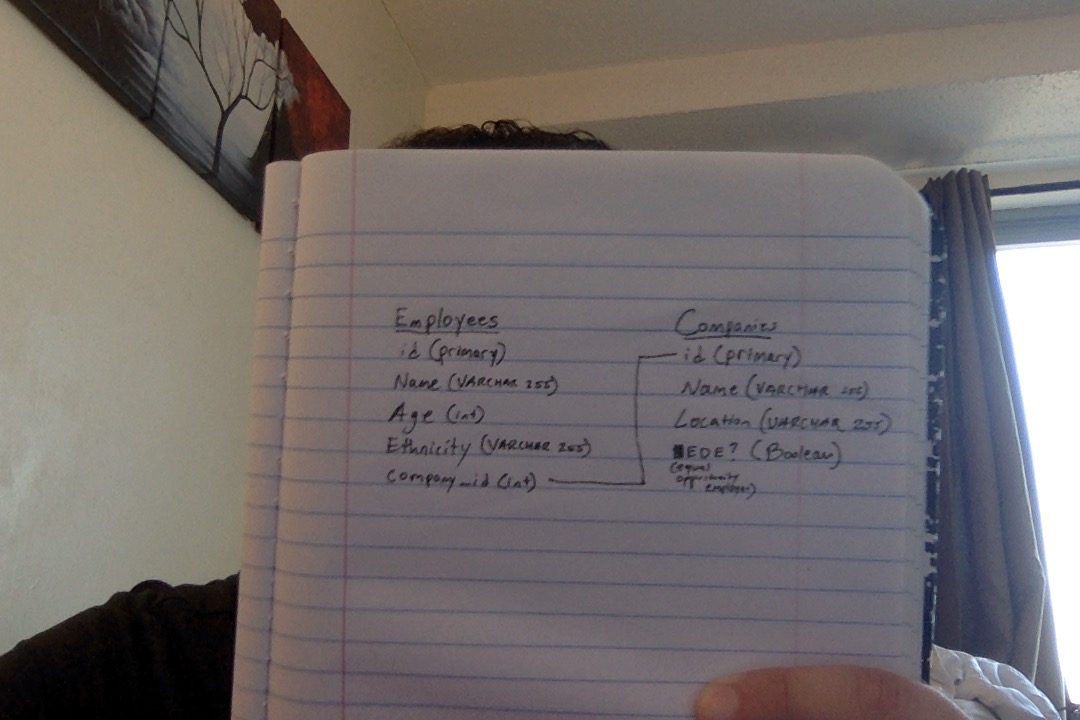 Employees
id (primary)
Name (VARCHAR 255)
Age (int)
Ethnicity (VARCHAR 255)
company_id (int)
Companies
id (primary)
Name (VARCHAR 255)
Location (VARCHAR 255)
EOE? (Boolean)
(equal
opportunity
Employer)